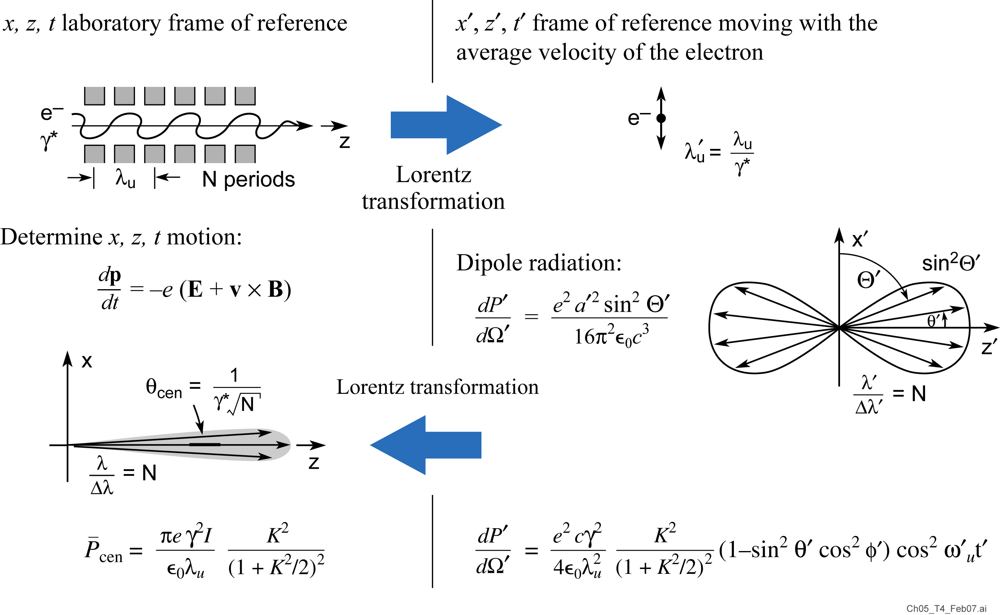 x, z, t laboratory frame of reference
x′, z′, t′ frame of reference moving with the
average velocity of the electron
e–
γ*
z
λu
N periods
Lorentz
transformation
e–
λ′u = λu / γ*
Determine x, z, t motion:
dp/dt = –e (E + v × B)
Dipole radiation:
dP′/dΩ′ = e² a′² sin² Θ′ / 16π²ϵ₀c³
x′
sin²Θ′
Θ′
θ′
z′
λ′/Δλ′ = N
x
θcen = 1 / γ*√N
z
λ/Δλ = N
Lorentz transformation
P̄cen = πeγ²I / ϵ₀λu K² / (1 + K²/2)²
dP′/dΩ′ = e² cγ² / 4ϵ₀λu² K² / (1 + K²/2)² (1–sin² θ′ cos² ϕ′) cos² ω′u t′
Ch05_T4_Feb07.ai